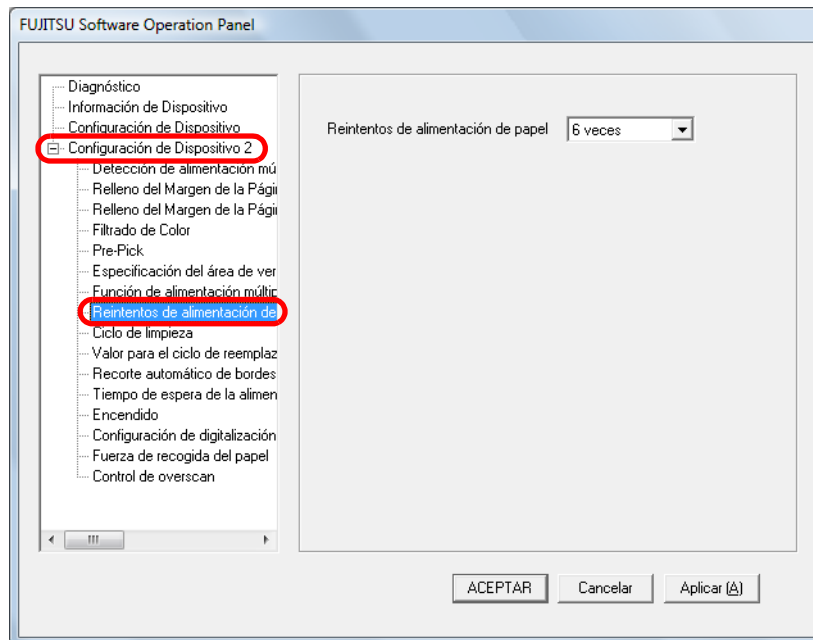 FUJITSU Software Operation Panel
Diagnóstico
Información de Dispositivo
Configuración de Dispositivo
Configuración de Dispositivo 2
Detección de alimentación mú
Relleno del Margen de la Pági
Relleno del Margen de la Pági
Filtrado de Color
Pre-Pick
Especificación del área de ver
Función de alimentación múltip
Reintentos de alimentación de
Ciclo de limpieza
Valor para el ciclo de reemplaz
Recorte automático de bordes
Tiempo de espera de la alimen
Encendido
Configuración de digitalización
Fuerza de recogida del papel
Control de overscan
Reintentos de alimentación de papel 6 veces
ACEPTAR Cancelar Aplicar (A)